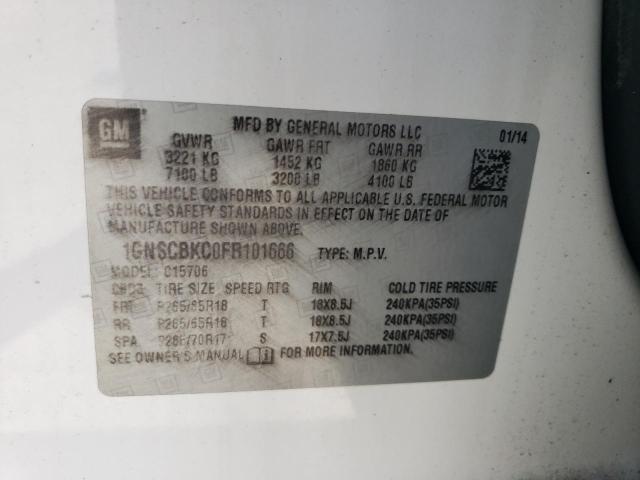 GM
MFD BY GENERAL MOTORS LLC 01/14
GVWR GAWR FRT GAWR RR
3221 KG 1452 KG 1860 KG
7100 LB 3200 LB 4100 LB
THIS VEHICLE CONFORMS TO ALL APPLICABLE U.S. FEDERAL MOTOR
VEHICLE SAFETY STANDARDS IN EFFECT ON THE DATE OF
MANUFACTURE SHOWN ABOVE.
1GNSCBKC0FR101666 TYPE: M.P.V.
MODEL: C15706
TIRE SIZE SPEED RTG RIM COLD TIRE PRESSURE
FRT P265/65R18 T 18X8.5J 240KPA(35PSI)
RR P265/65R18 T 18X8.5J 240KPA(35PSI)
SPA P265/70R17 S 17X7.5J 240KPA(35PSI)
SEE OWNER'S MANUAL FOR MORE INFORMATION.